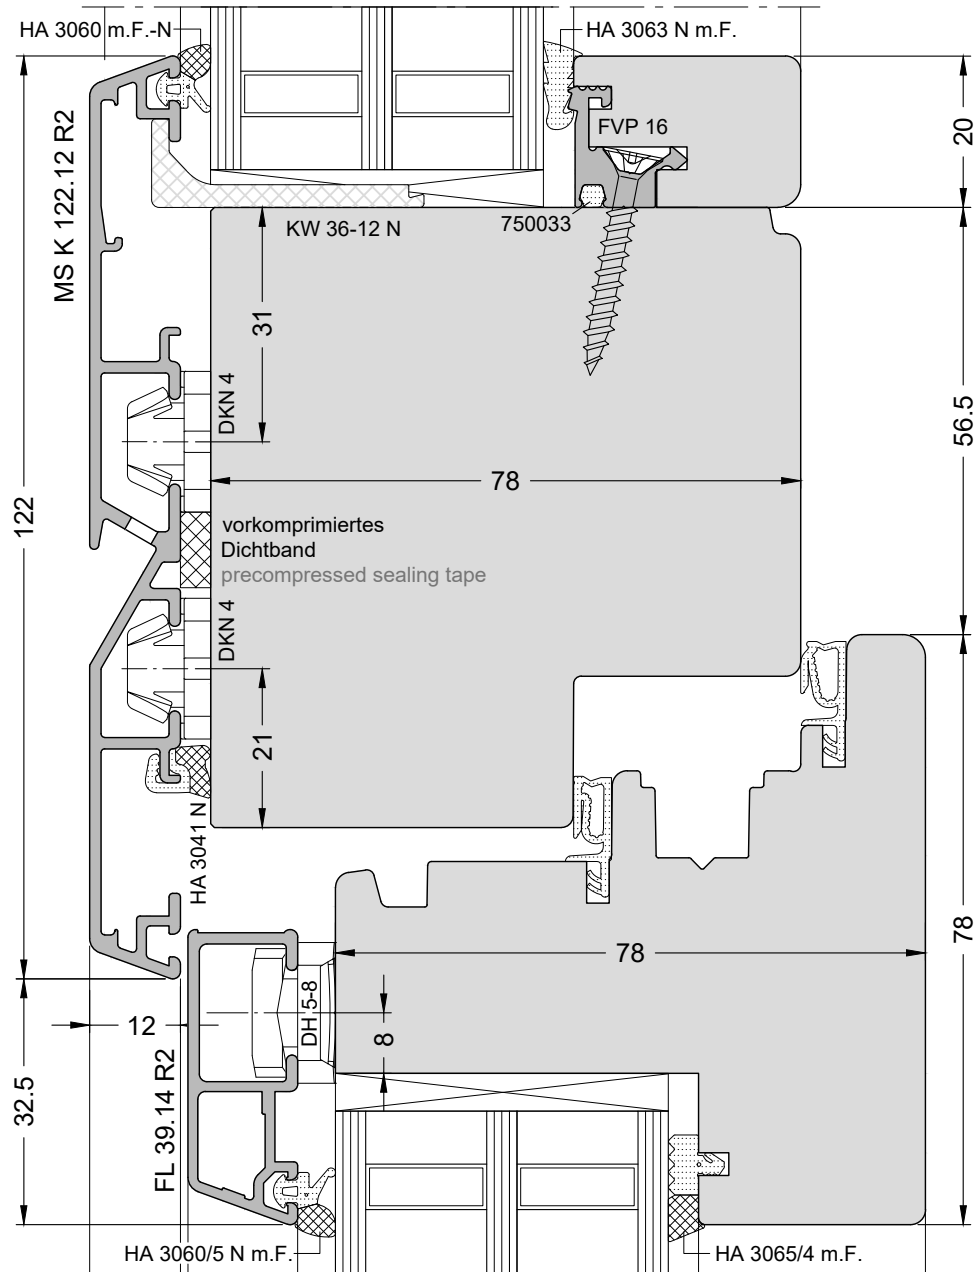 HA 3060 m.F.-N
HA 3063 N m.F.
MS K 122.12 R2
FVP 16
20
KW 36-12 N
750033
31
DKN 4
56.5
78
122
vorkomprimiertes
Dichtband
precompressed sealing tape
DKN 4
21
HA 3041 N
78
78
DH 5-8
12
8
FL 39.14 R2
32.5
HA 3060/5 N m.F.
HA 3065/4 m.F.